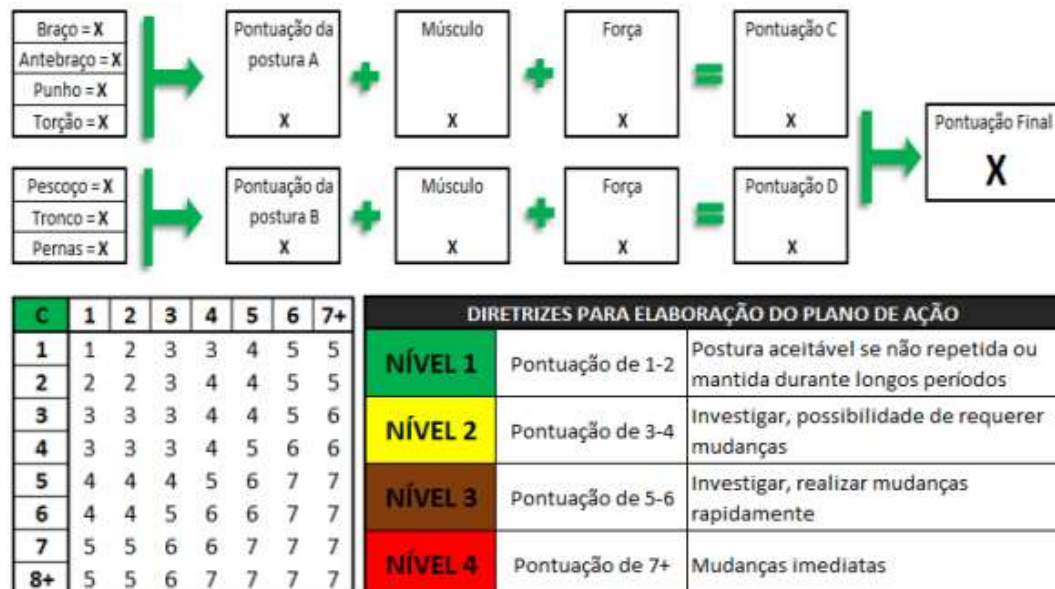 Braço = X
Antebraço = X
Punho = X
Torção = X
Pontuação da
postura A
X
+
Músculo
X
+
Força
X
=
Pontuação C
X
Pescoço = X
Tronco = X
Pernas = X
Pontuação da
postura B
X
+
Músculo
X
+
Força
X
=
Pontuação D
X
Pontuação Final
X
C 1 2 3 4 5 6 7+
1 1 2 3 3 4 5 5
2 2 2 3 4 4 5 5
3 3 3 3 4 4 5 6
4 3 3 3 4 5 6 6
5 4 4 4 5 6 7 7
6 4 4 5 6 6 7 7
7 5 5 6 6 7 7 7
8+ 5 5 6 7 7 7 7
DIRETRIZES PARA ELABORAÇÃO DO PLANO DE AÇÃO
NÍVEL 1 Pontuação de 1-2 Postura aceitável se não repetida ou
mantida durante longos períodos
NÍVEL 2 Pontuação de 3-4 Investigar, possibilidade de requerer
mudanças
NÍVEL 3 Pontuação de 5-6 Investigar, realizar mudanças
rapidamente
NÍVEL 4 Pontuação de 7+ Mudanças imediatas